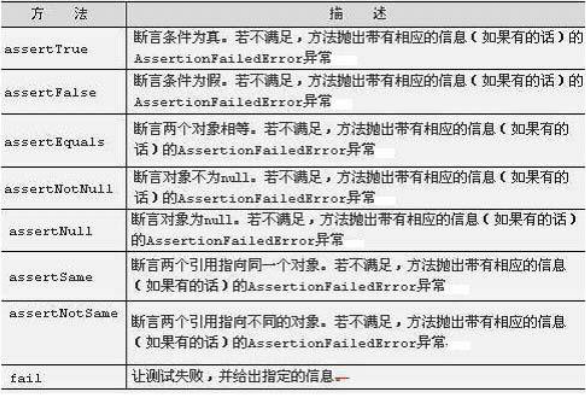 方 法 描 述
assertTrue 断言条件为真。若不满足，方法抛出带有相应的信息（如果有的话）的
AssertionFailedError异常
assertFalse 断言条件为假。若不满足，方法抛出带有相应的信息（如果有的话）的
AssertionFailedError异常
assertEquals 断言两个对象相等。若不满足，方法抛出带有相应的信息（如果有的
话）的AssertionFailedError异常
assertNotNull 断言对象不为null。若不满足，方法抛出带有相应的信息（如果有的
话）的AssertionFailedError异常
assertNull 断言对象为null。若不满足，方法抛出带有相应的信息（如果有的话）
的AssertionFailedError异常
assertSame 断言两个引用指向同一个对象。若不满足，方法抛出带有相应的信息
（如果有的话）的AssertionFailedError异常
assertNotSame 断言两个引用指向不同的对象。若不满足，方法抛出带有相应的信息
（如果有的话）的AssertionFailedError异常
fail 让测试失败，并给出指定的信息